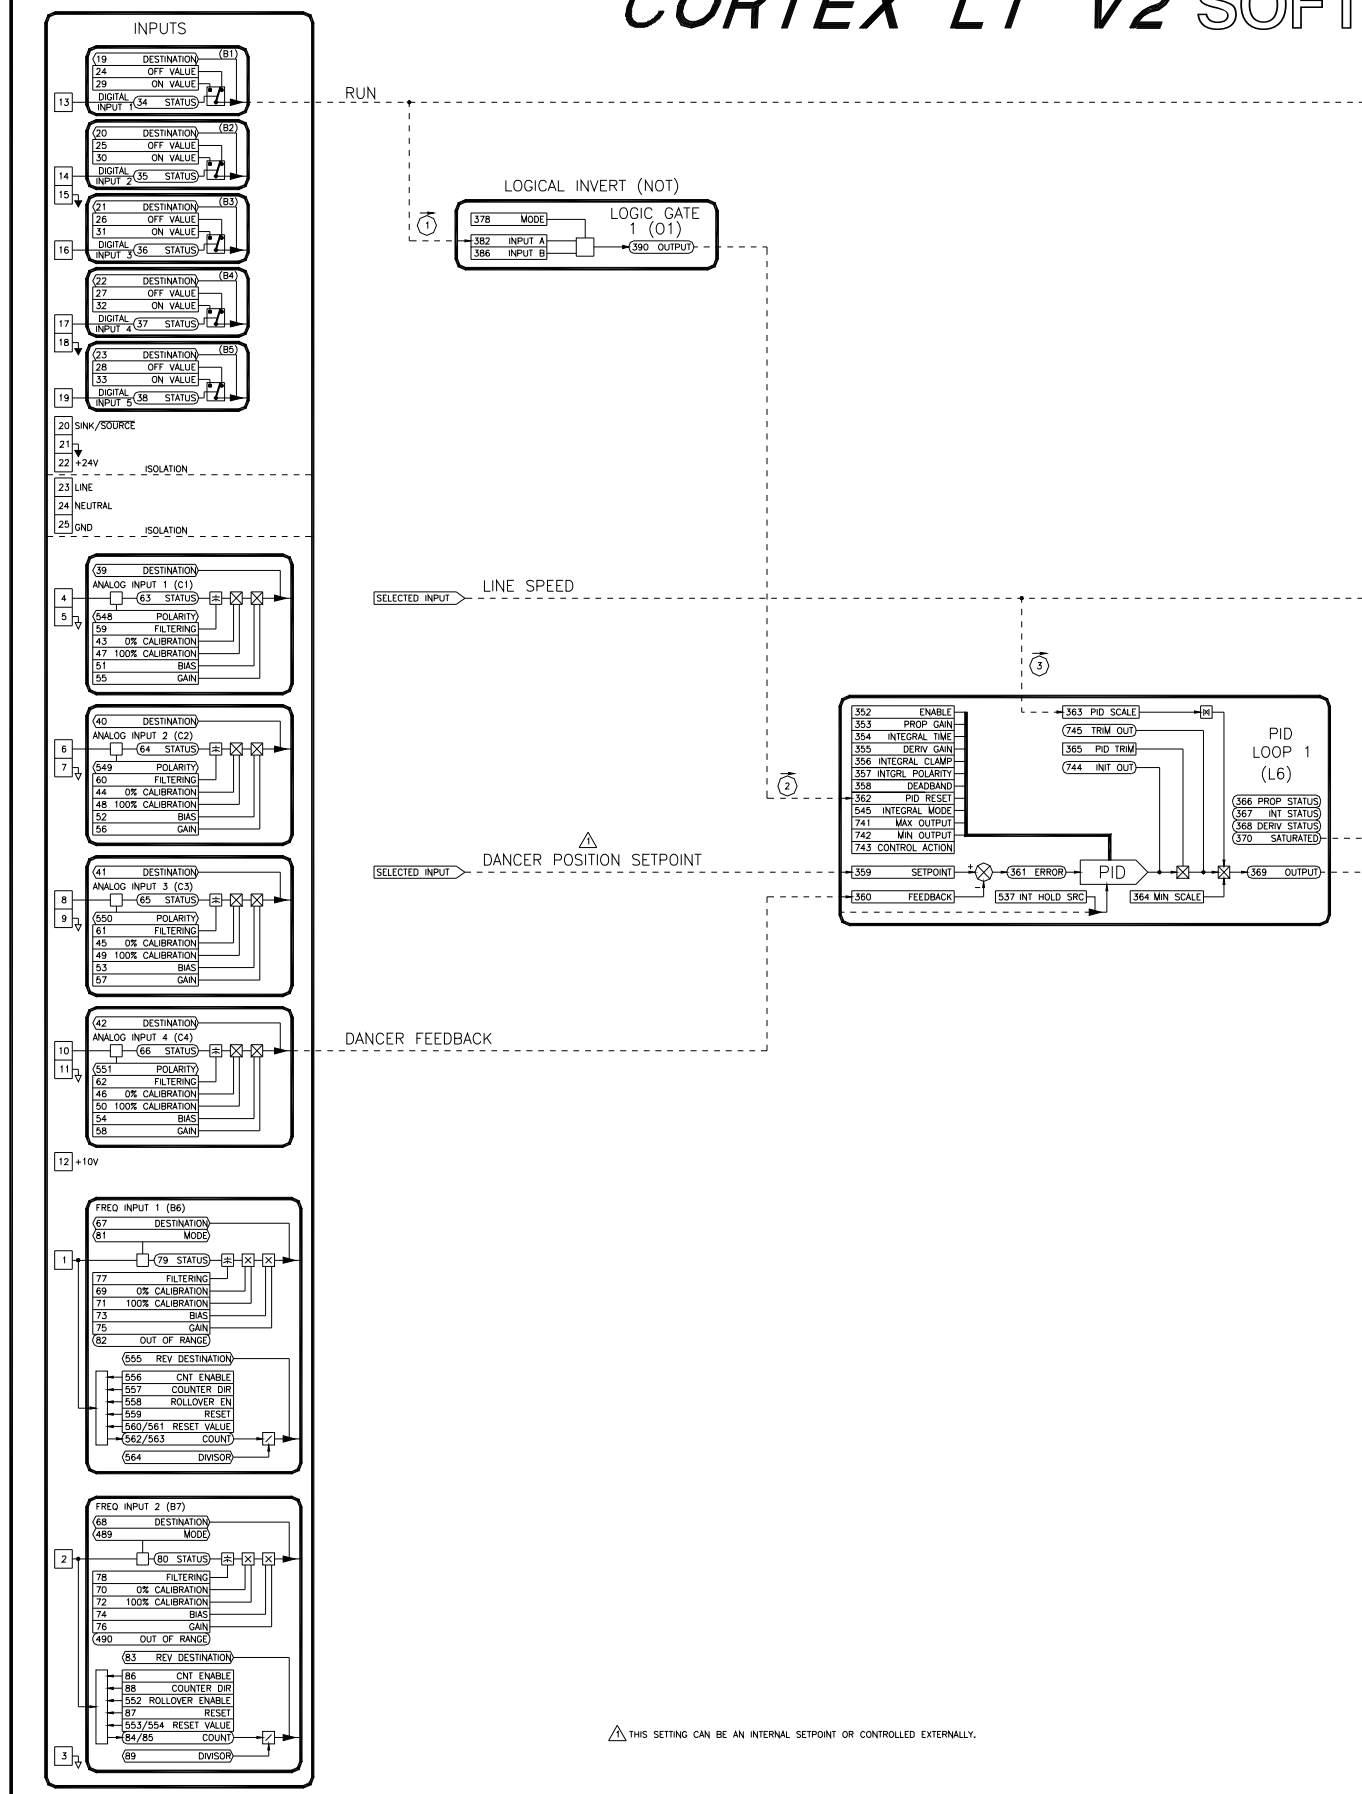 CORTEX LT V2 SOFT
INPUTS
(B1)
19 DESTINATION
24 OFF VALUE
29 ON VALUE
13 DIGITAL INPUT 1 34 STATUS
(B2)
20 DESTINATION
25 OFF VALUE
30 ON VALUE
14 DIGITAL INPUT 2 35 STATUS
15
(B3)
21 DESTINATION
26 OFF VALUE
31 ON VALUE
16 DIGITAL INPUT 3 36 STATUS
(B4)
22 DESTINATION
27 OFF VALUE
32 ON VALUE
17 DIGITAL INPUT 4 37 STATUS
18
(B5)
23 DESTINATION
28 OFF VALUE
33 ON VALUE
19 DIGITAL INPUT 5 38 STATUS
20 SINK/SOURCE
21
22 +24V
ISOLATION
23 LINE
24 NEUTRAL
25 GND
ISOLATION
39 DESTINATION
ANALOG INPUT 1 (C1)
4 63 STATUS
5 548 POLARITY
59 FILTERING
43 0% CALIBRATION
47 100% CALIBRATION
51 BIAS
55 GAIN
40 DESTINATION
ANALOG INPUT 2 (C2)
6 64 STATUS
7 549 POLARITY
60 FILTERING
44 0% CALIBRATION
48 100% CALIBRATION
52 BIAS
56 GAIN
41 DESTINATION
ANALOG INPUT 3 (C3)
8 65 STATUS
9 550 POLARITY
61 FILTERING
45 0% CALIBRATION
49 100% CALIBRATION
53 BIAS
57 GAIN
42 DESTINATION
ANALOG INPUT 4 (C4)
10 66 STATUS
11 551 POLARITY
62 FILTERING
46 0% CALIBRATION
50 100% CALIBRATION
54 BIAS
58 GAIN
12 +10V
FREQ INPUT 1 (B6)
67 DESTINATION
81 MODE
1 79 STATUS
77 FILTERING
69 0% CALIBRATION
71 100% CALIBRATION
73 BIAS
75 GAIN
82 OUT OF RANGE
555 REV DESTINATION
556 CNT ENABLE
557 COUNTER DIR
558 ROLLOVER EN
559 RESET
560/561 RESET VALUE
562/563 COUNT
564 DIVISOR
FREQ INPUT 2 (B7)
68 DESTINATION
489 MODE
2 80 STATUS
78 FILTERING
70 0% CALIBRATION
72 100% CALIBRATION
74 BIAS
76 GAIN
490 OUT OF RANGE
83 REV DESTINATION
86 CNT ENABLE
88 COUNTER DIR
552 ROLLOVER ENABLE
87 RESET
553/554 RESET VALUE
84/85 COUNT
3 89 DIVISOR
RUN
LOGICAL INVERT (NOT)
1
LOGIC GATE
1 (O1)
378 MODE
382 INPUT A
386 INPUT B
390 OUTPUT
SELECTED INPUT LINE SPEED
3
2
1
SELECTED INPUT DANCER POSITION SETPOINT
DANCER FEEDBACK
352 ENABLE
353 PROP GAIN
354 INTEGRAL TIME
355 DERIV GAIN
356 INTEGRAL CLAMP
357 INTGRL POLARITY
358 DEADBAND
362 PID RESET
545 INTEGRAL MODE
741 MAX OUTPUT
742 MIN OUTPUT
743 CONTROL ACTION
359 SETPOINT
360 FEEDBACK
+
−
361 ERROR
PID
537 INT HOLD SRC
363 PID SCALE
745 TRIM OUT
365 PID TRIM
744 INIT OUT
364 MIN SCALE
PID
LOOP 1
(L6)
366 PROP STATUS
367 INT STATUS
368 DERIV STATUS
370 SATURATED
369 OUTPUT
1 THIS SETTING CAN BE AN INTERNAL SETPOINT OR CONTROLLED EXTERNALLY.